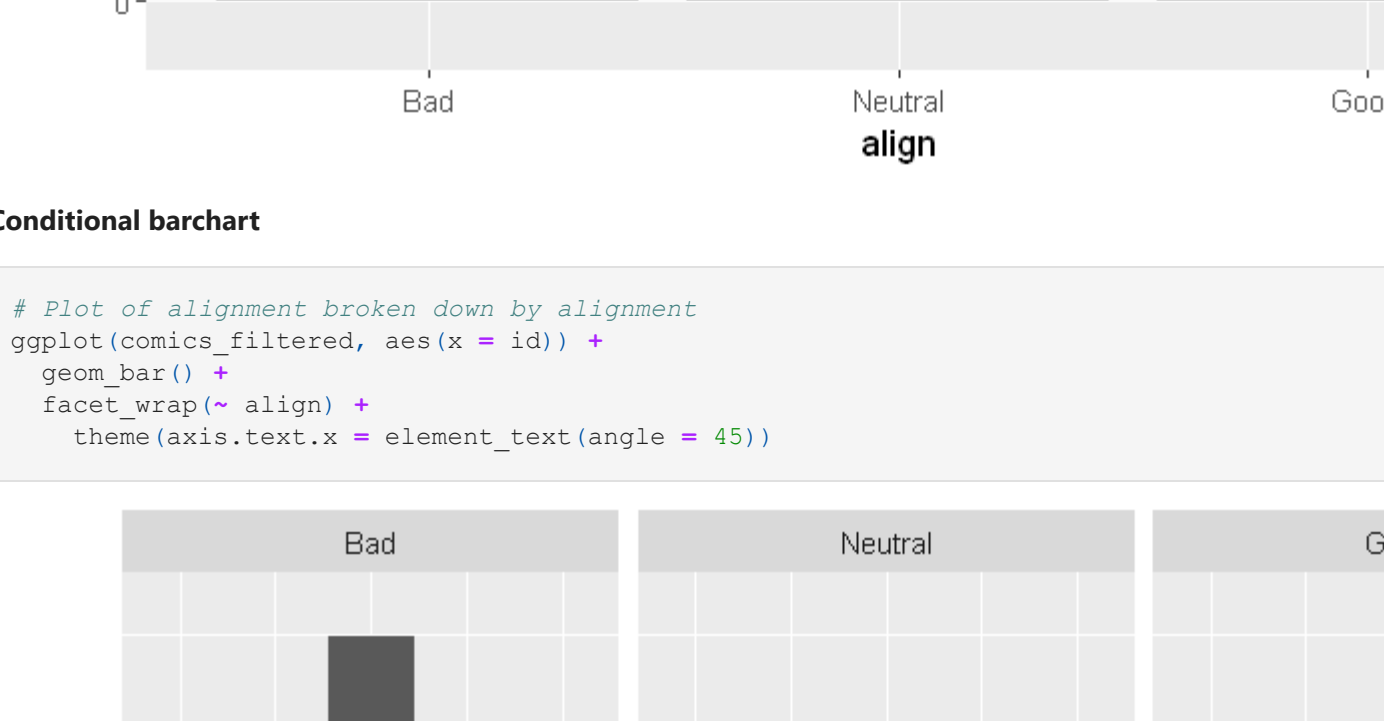 0
Bad Neutral
align
Conditional barchart
# Plot of alignment broken down by alignment
ggplot(comics_filtered, aes(x = id)) +
  geom_bar() +
  facet_wrap(~ align) +
    theme(axis.text.x = element_text(angle = 45))
Bad Neutral